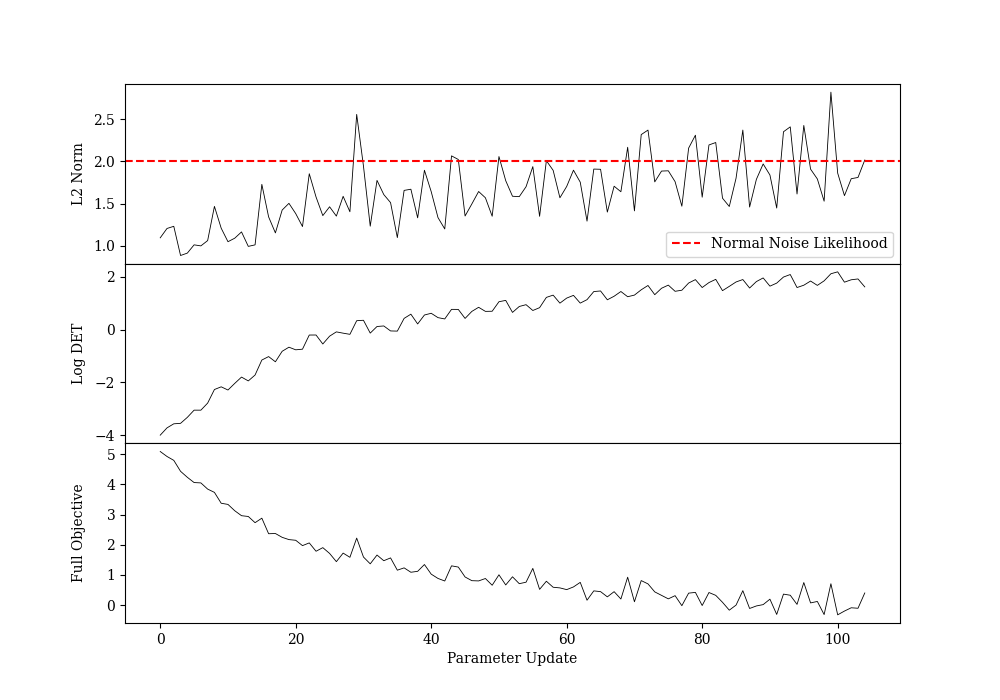 2.5
2.0
1.5
1.0
L2 Norm
Normal Noise Likelihood
2
0
−2
−4
Log DET
5
4
3
2
1
0
Full Objective
0 20 40 60 80 100
Parameter Update